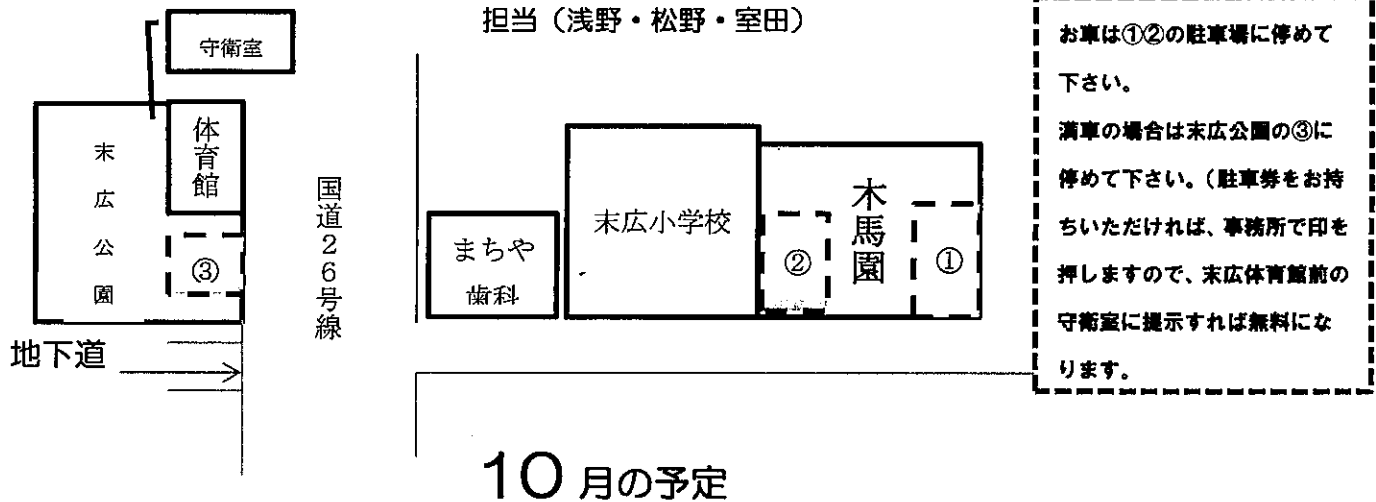 担当（浅野・松野・室田）
守衛室
体育館
末広公園
③
地下道
国道26号線
まちや
歯科
末広小学校
②
木馬園
①
お車は①②の駐車場に停めて
下さい。
満車の場合は末広公園の③に
停めて下さい。（駐車券をお持
ちいただければ、事務所で印を
押しますので、末広体育館前の
守衛室に提示すれば無料にな
ります。
10月の予定